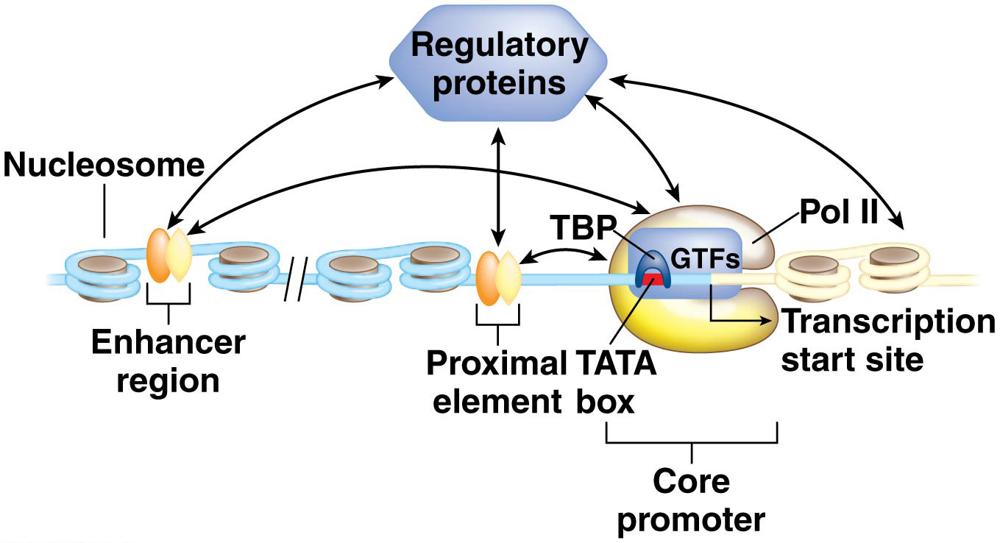 Regulatory
proteins
Nucleosome
TBP
Pol II
GTFs
Enhancer
region
Proximal
element
TATA
box
Transcription
start site
Core
promoter